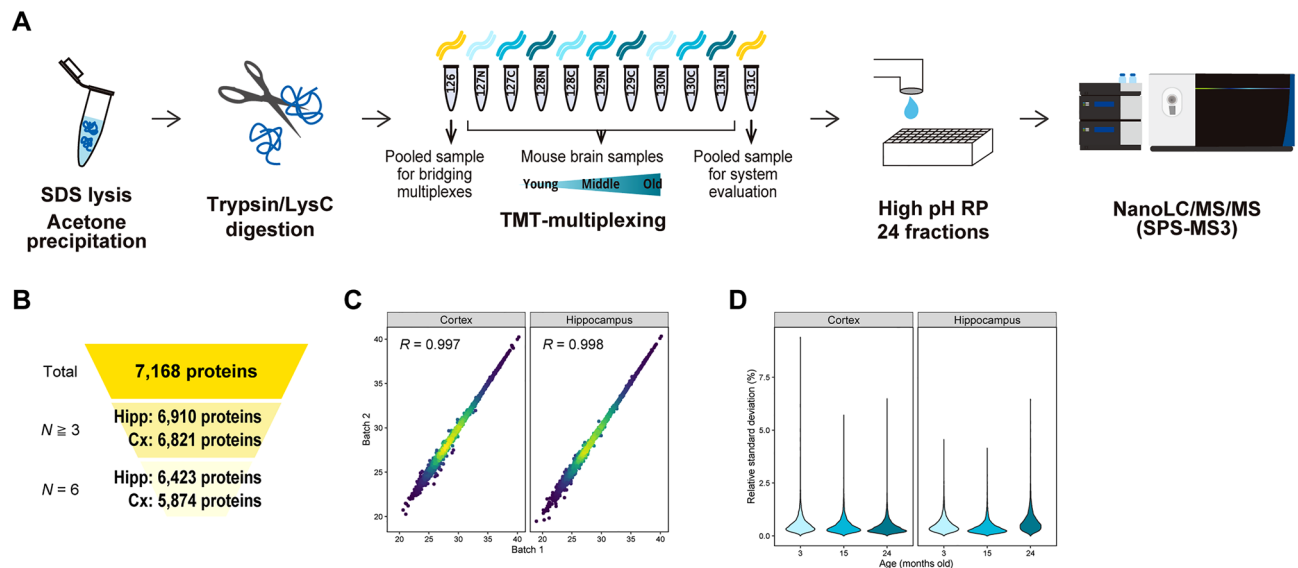 A
126
127N
127C
128N
128C
129N
129C
130N
130C
131N
131C
Pooled sample
for bridging
multiplexes
Mouse brain samples
Young Middle Old
Pooled sample
for system
evaluation
SDS lysis
Acetone
precipitation
Trypsin/LysC
digestion
TMT-multiplexing
High pH RP
24 fractions
NanoLC/MS/MS
(SPS-MS3)
B
Total
7,168 proteins
N ≧ 3
Hipp: 6,910 proteins
Cx: 6,821 proteins
N = 6
Hipp: 6,423 proteins
Cx: 5,874 proteins
C
Cortex
Hippocampus
R = 0.997
R = 0.998
Batch 2
40
35
30
25
20
20 25 30 35 40
20 25 30 35 40
Batch 1
D
Cortex
Hippocampus
Relative standard deviation (%)
7.5
5.0
2.5
0.0
3 15 24
3 15 24
Age (months old)